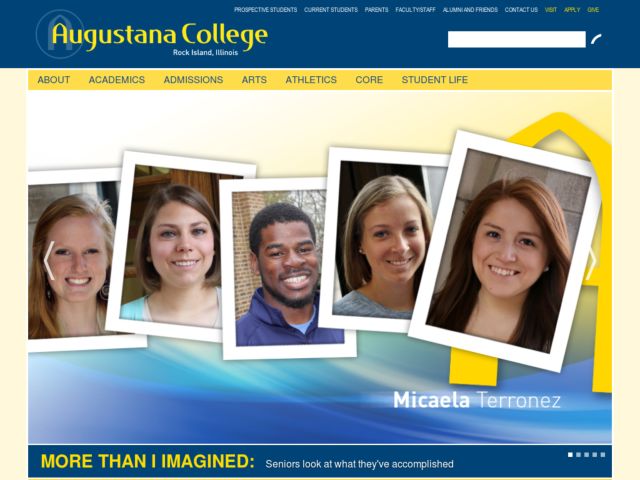 PROSPECTIVE STUDENTS CURRENT STUDENTS PARENTS FACULTY/STAFF ALUMNI AND FRIENDS CONTACT US VISIT APPLY GIVE
Augustana College
Rock Island, Illinois
ABOUT ACADEMICS ADMISSIONS ARTS ATHLETICS CORE STUDENT LIFE
Micaela Terronez
MORE THAN I IMAGINED: Seniors look at what they've accomplished